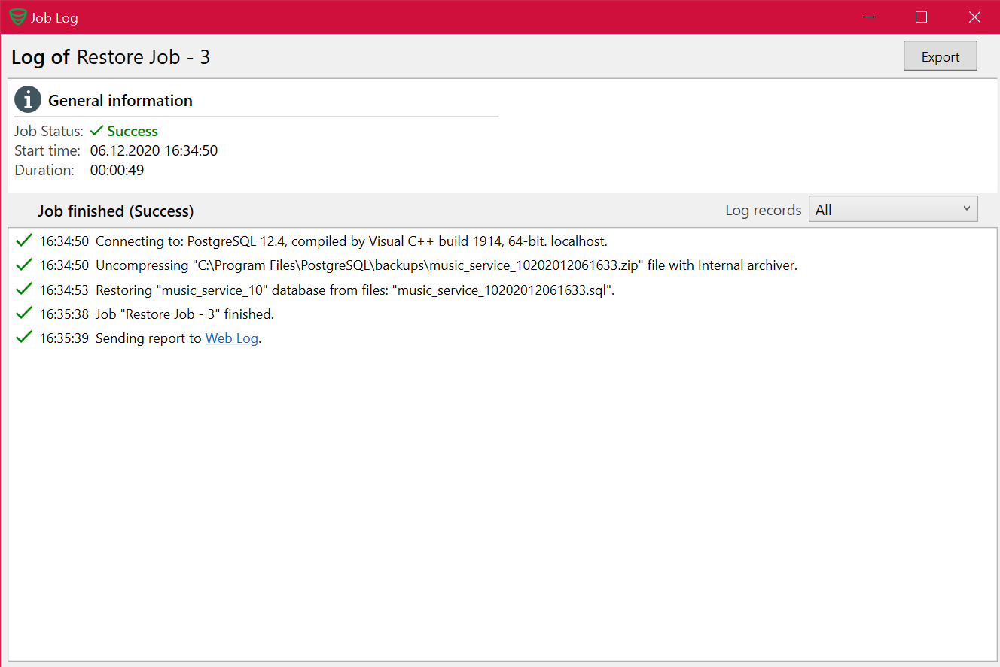 Job Log
Log of Restore Job - 3
Export
General information
Job Status: Success
Start time: 06.12.2020 16:34:50
Duration: 00:00:49
Job finished (Success)
Log records All
16:34:50 Connecting to: PostgreSQL 12.4, compiled by Visual C++ build 1914, 64-bit. localhost.
16:34:50 Uncompressing "C:\Program Files\PostgreSQL\backups\music_service_10202012061633.zip" file with Internal archiver.
16:34:53 Restoring "music_service_10" database from files: "music_service_10202012061633.sql".
16:35:38 Job "Restore Job - 3" finished.
16:35:39 Sending report to Web Log.